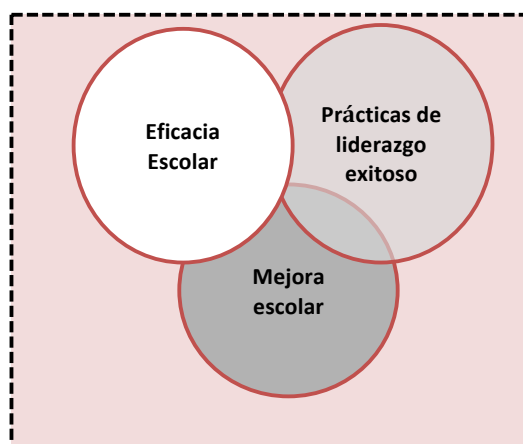 Eficacia
Escolar
Prácticas de
liderazgo
exitoso
Mejora
escolar